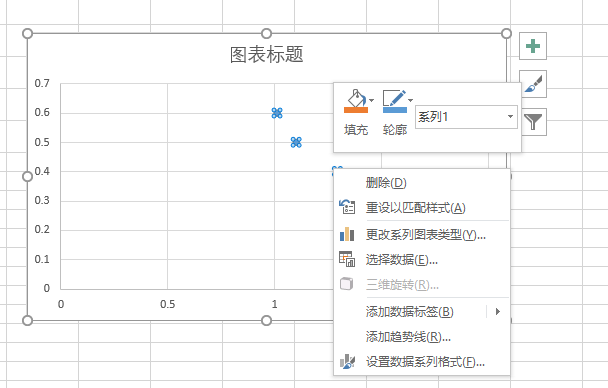 图表标题
0.7
0.6
0.5
0.4
0.3
0.2
0.1
0
0
0.5
1
填充
轮廓
系列1
删除(D)
重设以匹配样式(A)
更改系列图表类型(Y)...
选择数据(E)...
三维旋转(R)...
添加数据标签(B)
添加趋势线(R)...
设置数据系列格式(F)...